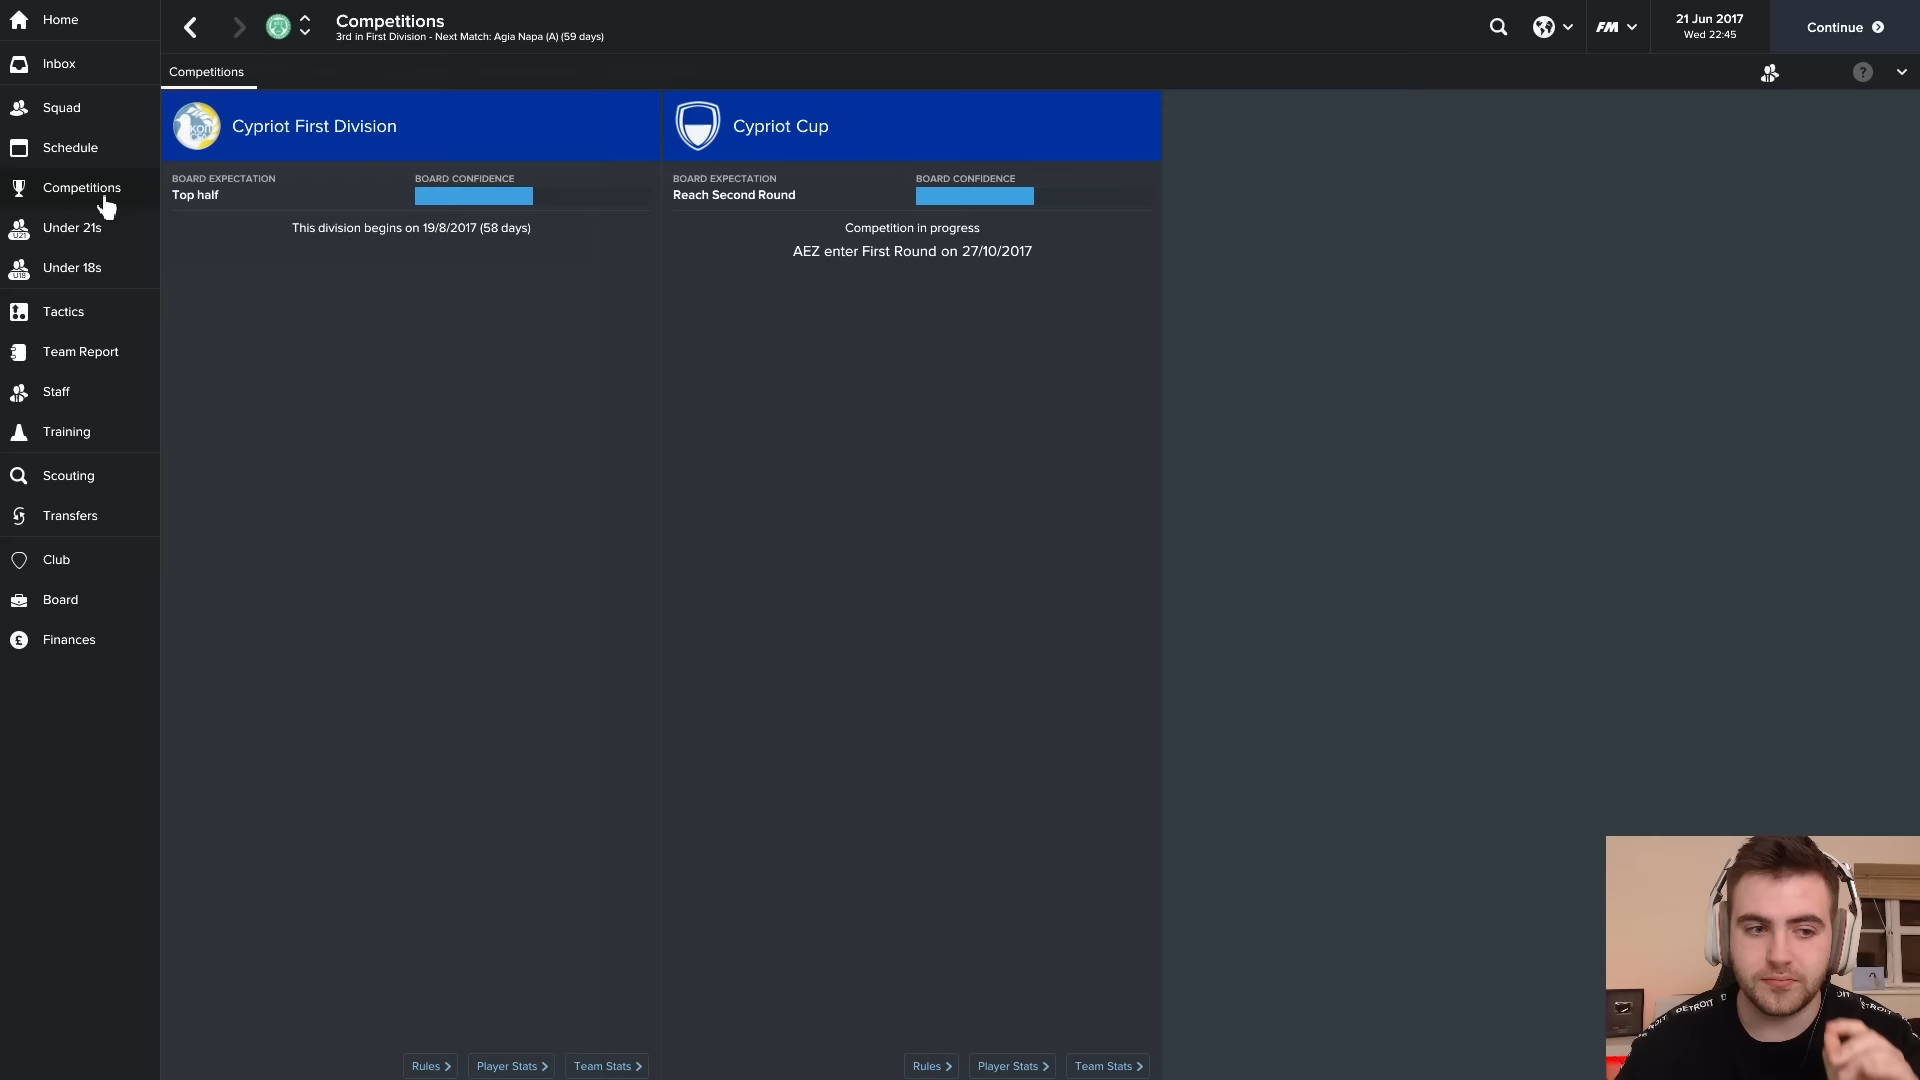 Home
Inbox
Squad
Schedule
Competitions
Under 21s
Under 18s
Tactics
Team Report
Staff
Training
Scouting
Transfers
Club
Board
Finances
Competitions
3rd in First Division - Next Match: Agia Napa (A) (59 days)
FM
21 Jun 2017
Wed 22:45
Continue
Competitions
?
Cypriot First Division
BOARD EXPECTATION
Top half
BOARD CONFIDENCE
This division begins on 19/8/2017 (58 days)
Rules
Player Stats
Team Stats
Cypriot Cup
BOARD EXPECTATION
Reach Second Round
BOARD CONFIDENCE
Competition in progress
AEZ enter First Round on 27/10/2017
Rules
Player Stats
Team Stats
DETROIT